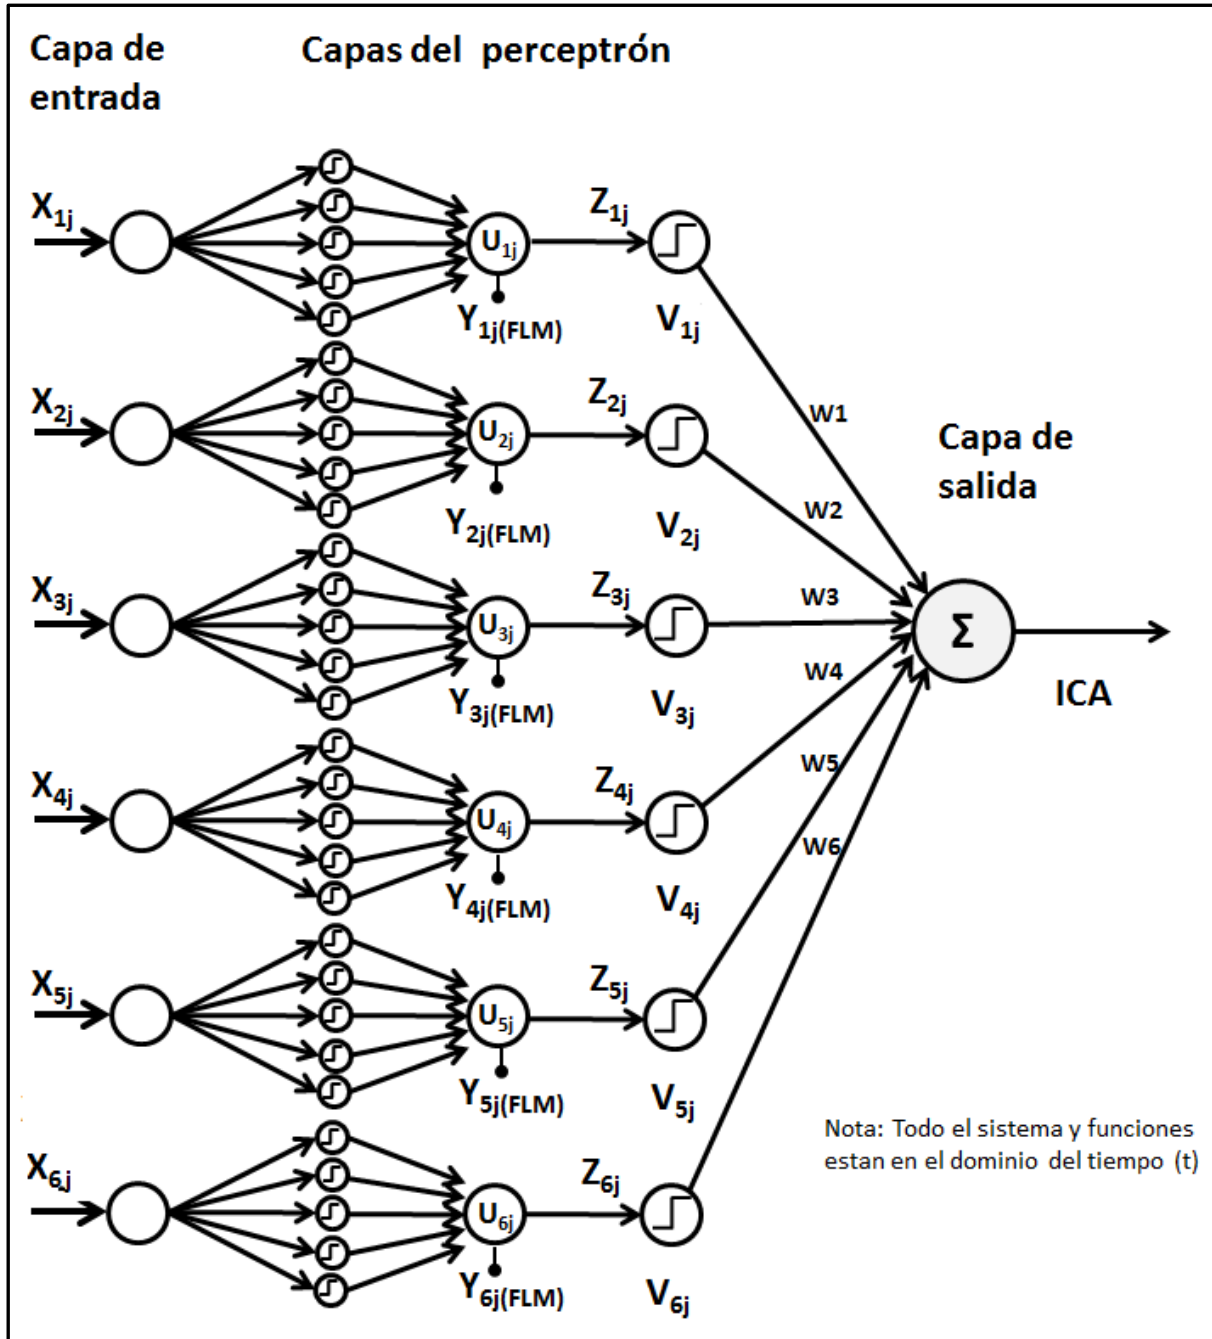 Capa de
entrada
Capas del perceptrón
X1j
U1j
Y1j(FLM)
Z1j
V1j
W1
X2j
U2j
Y2j(FLM)
Z2j
V2j
W2
Capa de
salida
X3j
U3j
Y3j(FLM)
Z3j
V3j
W3
Σ
ICA
X4j
U4j
Y4j(FLM)
Z4j
V4j
W4
X5j
U5j
Y5j(FLM)
Z5j
V5j
W5
X6,j
U6j
Y6j(FLM)
Z6j
V6j
W6
Nota: Todo el sistema y funciones
estan en el dominio del tiempo (t)